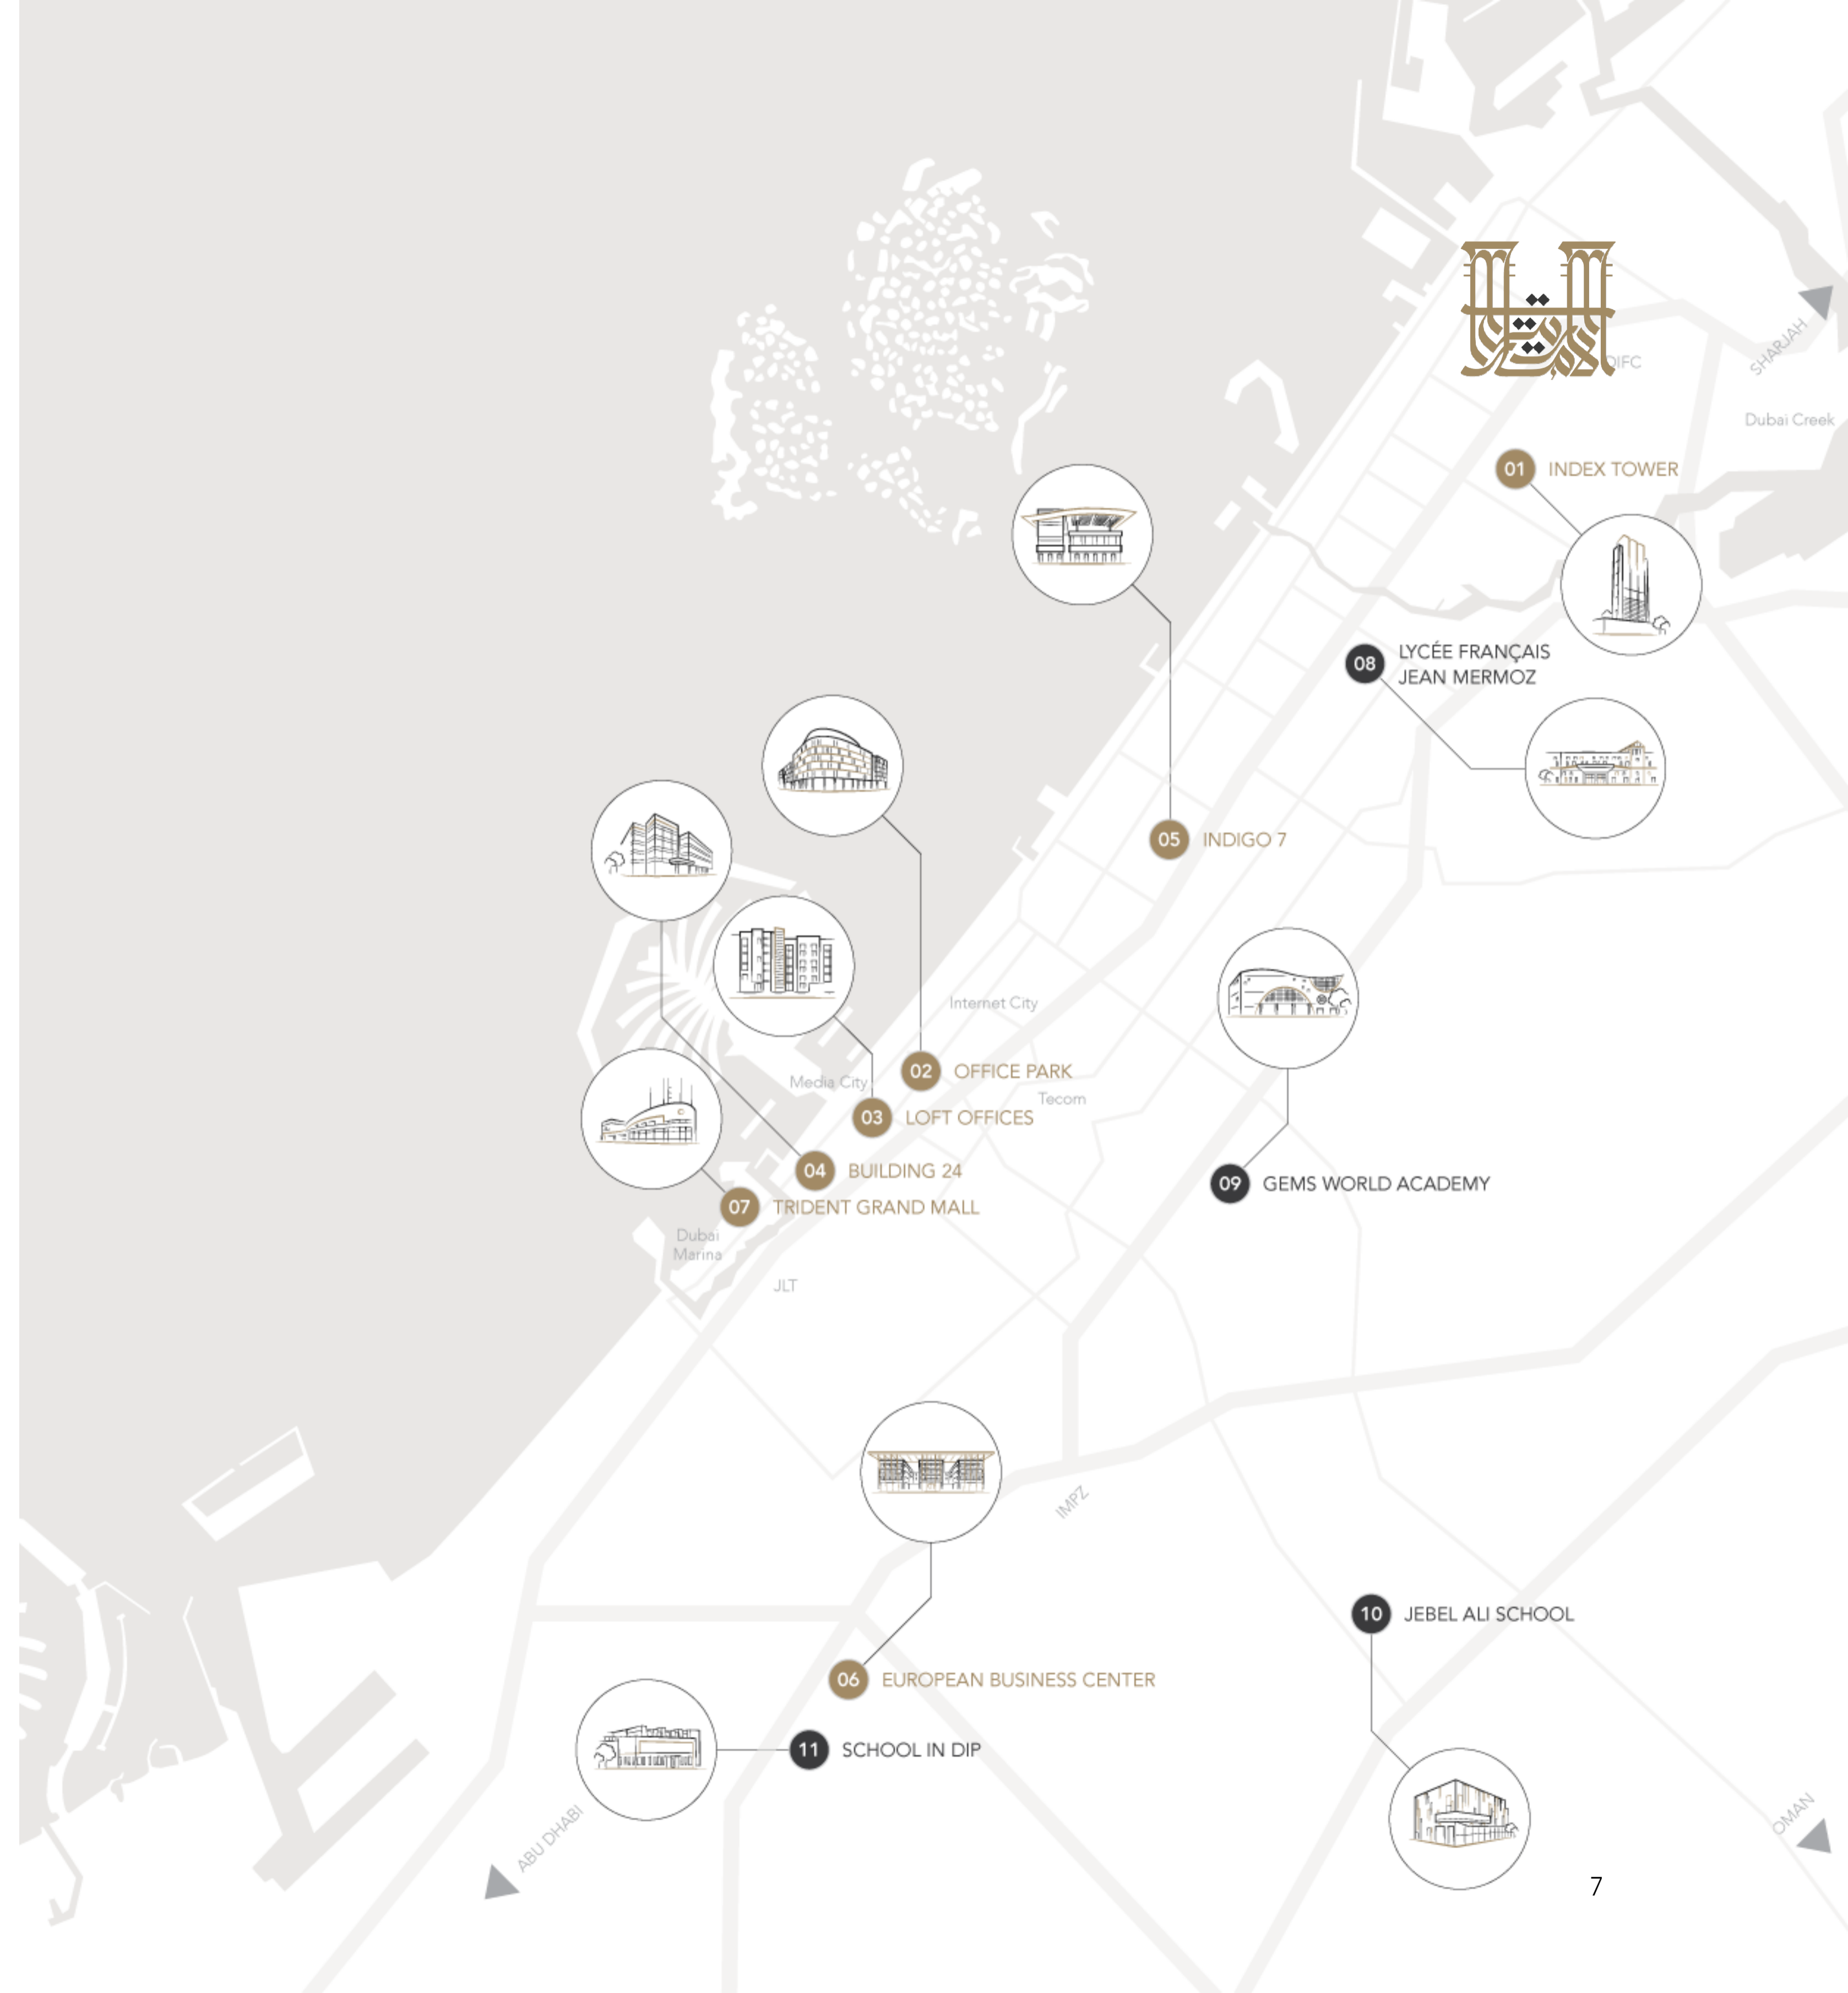 DIFC
SHARJAH
Dubai Creek
01 INDEX TOWER
08 LYCÉE FRANÇAIS
JEAN MERMOZ
05 INDIGO 7
Internet City
02 OFFICE PARK
Media City
Tecom
03 LOFT OFFICES
04 BUILDING 24
09 GEMS WORLD ACADEMY
07 TRIDENT GRAND MALL
Dubai
Marina
JLT
IMPZ
10 JEBEL ALI SCHOOL
06 EUROPEAN BUSINESS CENTER
11 SCHOOL IN DIP
ABU DHABI
OMAN
7